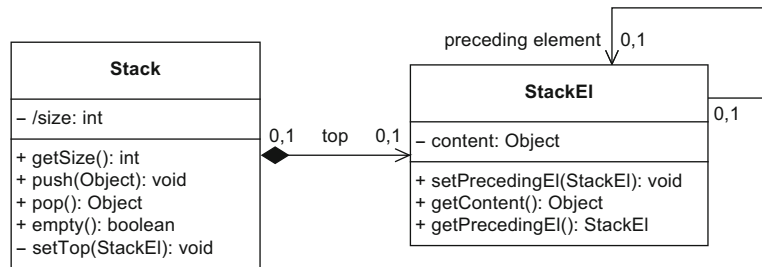 Stack
– /size: int
+ getSize(): int
+ push(Object): void
+ pop(): Object
+ empty(): boolean
– setTop(StackEl): void
0,1 top 0,1
preceding element 0,1
StackEl
0,1
– content: Object
+ setPrecedingEl(StackEl): void
+ getContent(): Object
+ getPrecedingEl(): StackEl